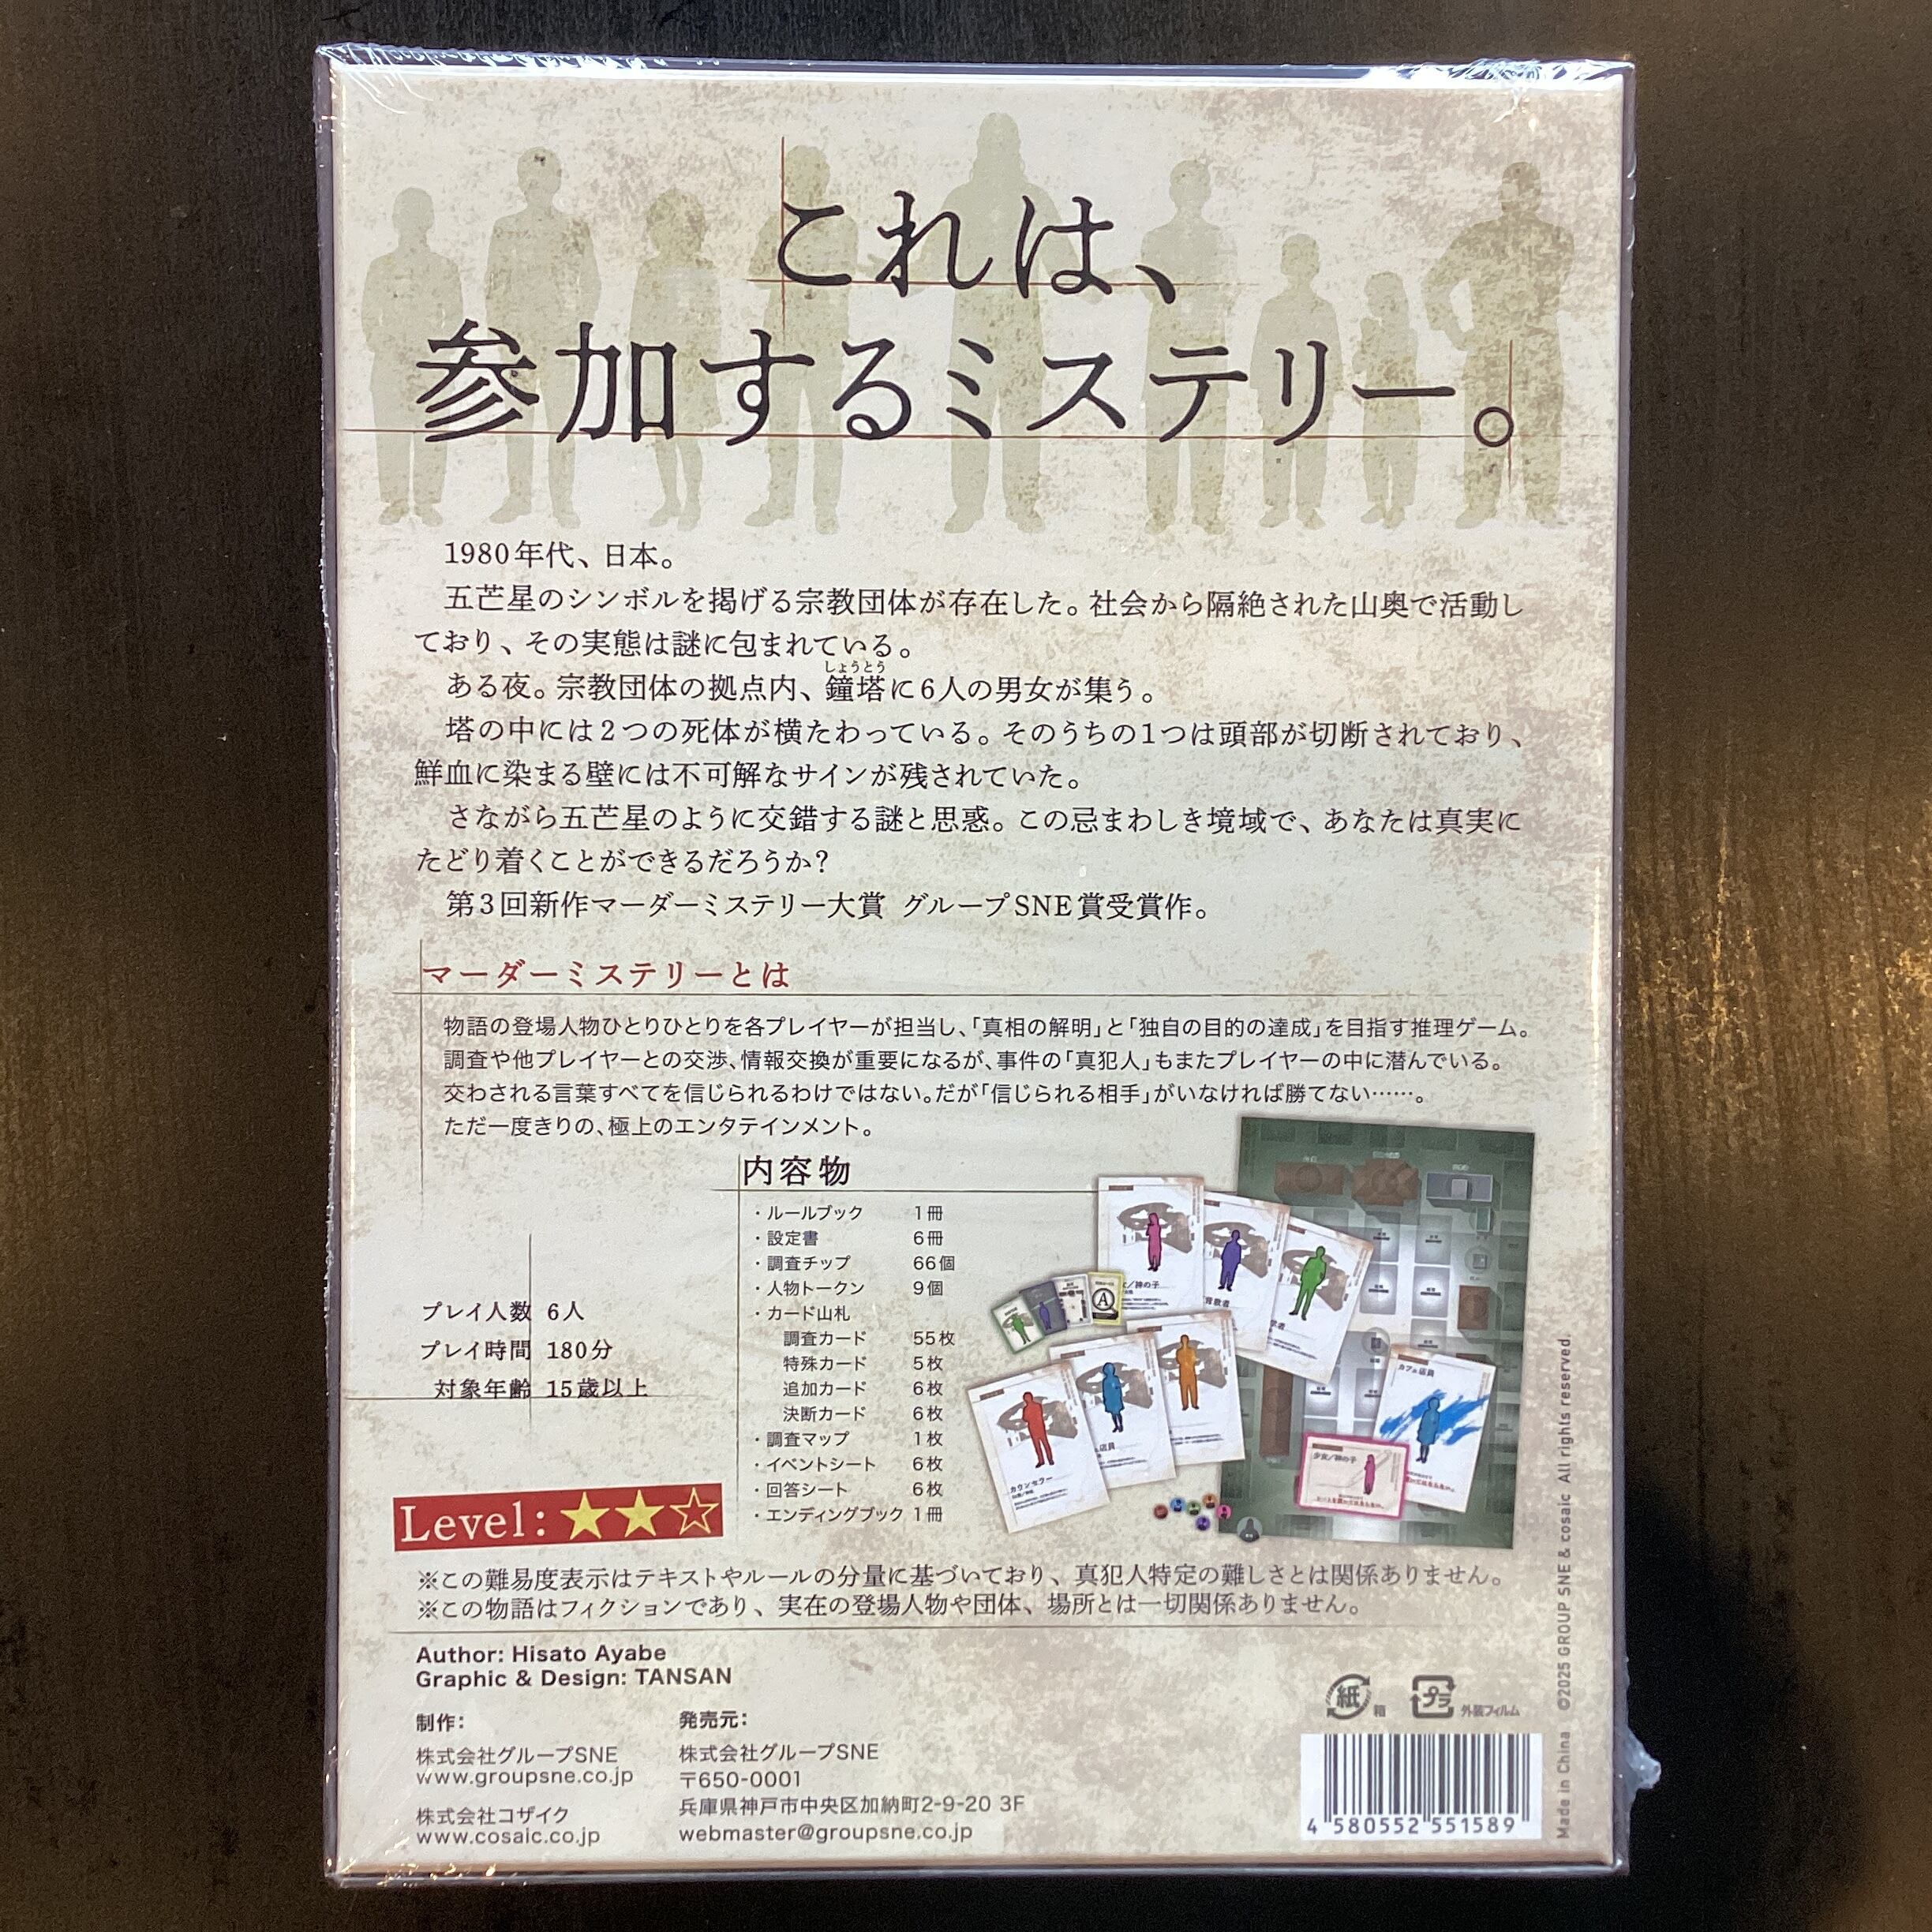 これは、
参加するミステリー。
1980年代、日本。
五芒星のシンボルを掲げる宗教団体が存在した。社会から隔絶された山奥で活動し
ており、その実態は謎に包まれている。
しょうとう
ある夜。宗教団体の拠点内、鐘塔に6人の男女が集う。
塔の中には2つの死体が横たわっている。そのうちの1つは頭部が切断されており、
鮮血に染まる壁には不可解なサインが残されていた。
さながら五芒星のように交錯する謎と思惑。この忌まわしき境域で、あなたは真実に
たどり着くことができるだろうか?
第3回新作マーダーミステリー大賞 グループSNE賞受賞作。
マーダーミステリーとは
物語の登場人物ひとりひとりを各プレイヤーが担当し、「真相の解明」と「独自の目的の達成」を目指す推理ゲーム。
調査や他プレイヤーとの交渉、情報交換が重要になるが、事件の「真犯人」もまたプレイヤーの中に潜んでいる。
交わされる言葉すべてを信じられるわけではない。だが「信じられる相手」がいなければ勝てない……。
ただ一度きりの、極上のエンタテインメント。
プレイ人数 6人
プレイ時間 180分
対象年齢 15歳以上
Level:★★☆
内容物
・ルールブック 1冊
・設定書 6冊
・調査チップ 66個
・人物トークン 9個
・カード山札
調査カード 55枚
特殊カード 5枚
追加カード 6枚
決断カード 6枚
・調査マップ 1枚
・イベントシート 6枚
・回答シート 6枚
・エンディングブック 1冊
A
カウンセラー
カフェ店員
少女/神の子
※この難易度表示はテキストやルールの分量に基づいており、真犯人特定の難しさとは関係ありません。
※この物語はフィクションであり、実在の登場人物や団体、場所とは一切関係ありません。
Author: Hisato Ayabe
Graphic & Design: TANSAN
制作:
株式会社グループSNE
www.groupsne.co.jp
株式会社コザイク
www.cosaic.co.jp
発売元:
株式会社グループSNE
〒650-0001
兵庫県神戸市中央区加納町2-9-20 3F
webmaster@groupsne.co.jp
紙 箱
プラ 外装フィルム
4 580552 551589
Made in China ©2025 GROUP SNE & cosaic All rights reserved